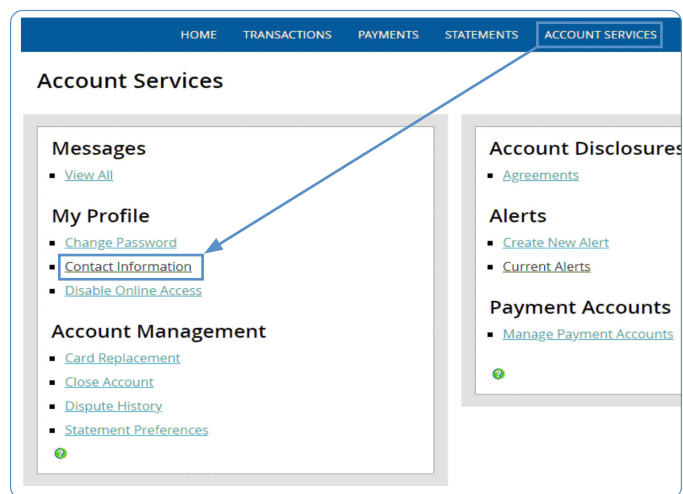 HOME TRANSACTIONS PAYMENTS STATEMENTS ACCOUNT SERVICES
Account Services
Messages
View All
My Profile
Change Password
Contact Information
Disable Online Access
Account Management
Card Replacement
Close Account
Dispute History
Statement Preferences
?
Account Disclosures
Agreements
Alerts
Create New Alert
Current Alerts
Payment Accounts
Manage Payment Accounts
?